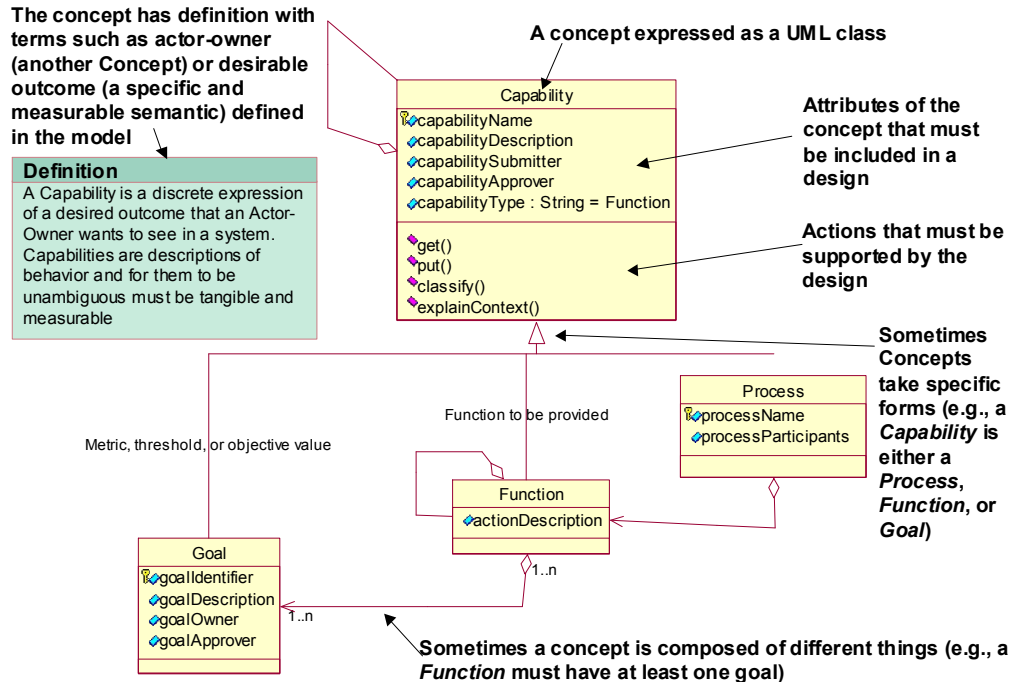 The concept has definition with
terms such as actor-owner
(another Concept) or desirable
outcome (a specific and
measurable semantic) defined
in the model
Definition
A Capability is a discrete expression
of a desired outcome that an Actor-
Owner wants to see in a system.
Capabilities are descriptions of
behavior and for them to be
unambiguous must be tangible and
measurable
A concept expressed as a UML class
Capability
capabilityName
capabilityDescription
capabilitySubmitter
capabilityApprover
capabilityType : String = Function
get()
put()
classify()
explainContext()
Attributes of the
concept that must
be included in a
design
Actions that must be
supported by the
design
Sometimes
Concepts
take specific
forms (e.g., a
Capability is
either a
Process,
Function, or
Goal)
Metric, threshold, or objective value
Function to be provided
Process
processName
processParticipants
Function
actionDescription
1..n
Goal
goalIdentifier
goalDescription
goalOwner
goalApprover
1..n
Sometimes a concept is composed of different things (e.g., a
Function must have at least one goal)